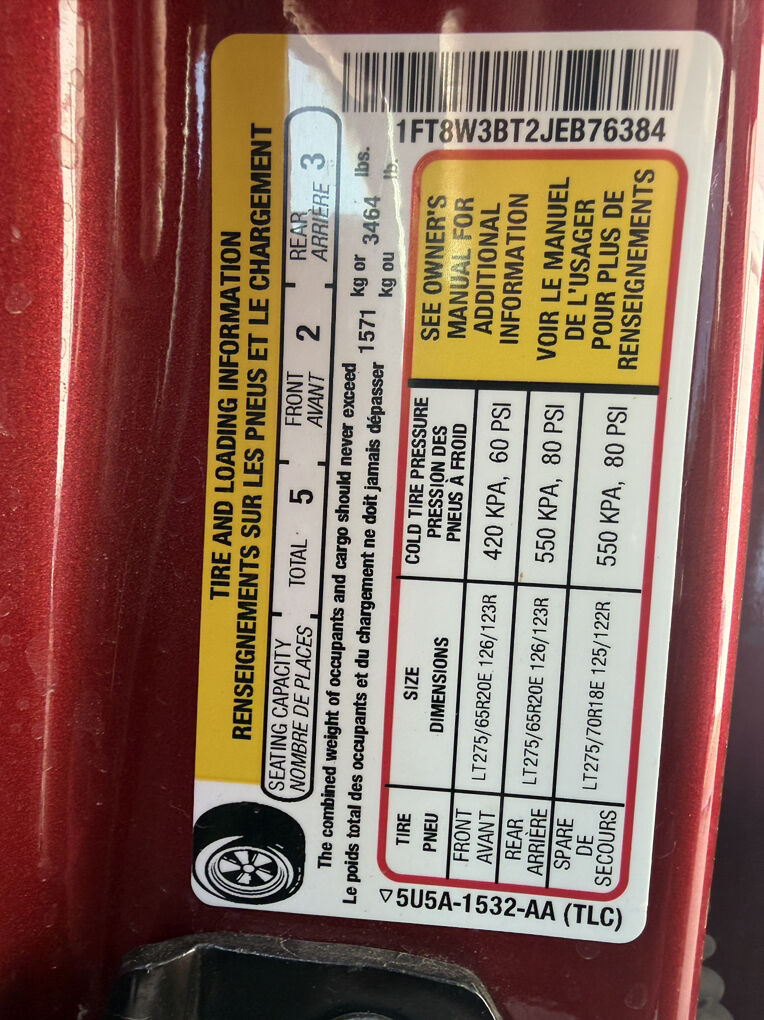 TIRE AND LOADING INFORMATION
RENSEIGNEMENTS SUR LES PNEUS ET LE CHARGEMENT
SEATING CAPACITY
NOMBRE DE PLACES
TOTAL 5
FRONT
AVANT
2
REAR
ARRIÈRE
3
The combined weight of occupants and cargo should never exceed
Le poids total des occupants et du chargement ne doit jamais dépasser
1571
kg or
kg ou
3464
lbs.
lb.
1FT8W3BT2JEB76384
TIRE
PNEU
SIZE
DIMENSIONS
COLD TIRE PRESSURE
PRESSION DES
PNEUS À FROID
FRONT
AVANT
LT275/65R20E 126/123R
420 KPA, 60 PSI
REAR
ARRIÈRE
LT275/65R20E 126/123R
550 KPA, 80 PSI
SPARE
DE
SECOURS
LT275/70R18E 125/122R
550 KPA, 80 PSI
SEE OWNER'S
MANUAL FOR
ADDITIONAL
INFORMATION
VOIR LE MANUEL
DE L'USAGER
POUR PLUS DE
RENSEIGNEMENTS
5U5A-1532-AA (TLC)